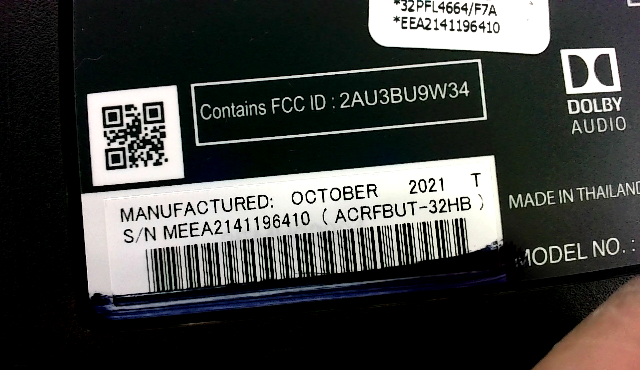 *32PFL4664/F7A
*EEA2141196410
Contains FCC ID : 2AU3BU9W34
DOLBY
AUDIO
MANUFACTURED: OCTOBER 2021 T
S/N MEEA2141196410 ( ACRFBUT-32HB )
MADE IN THAILAND
MODEL NO. :